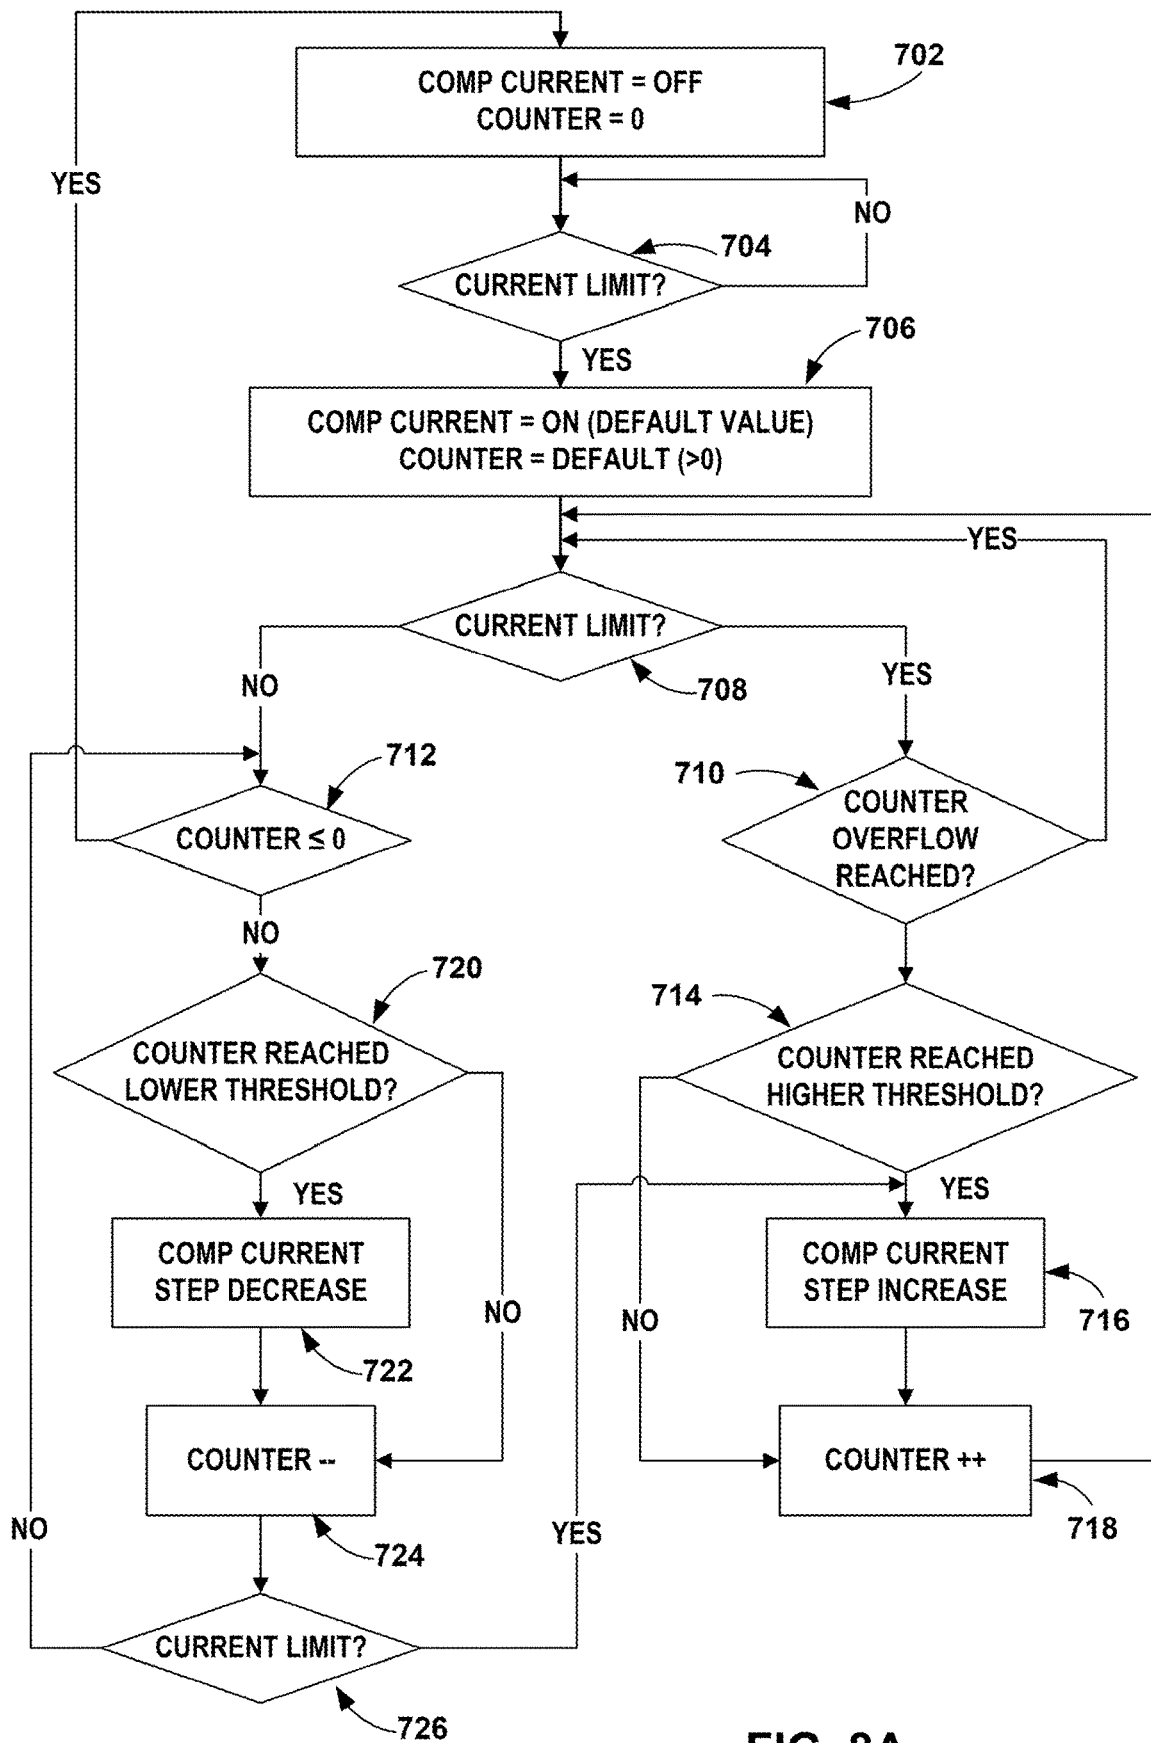 702
COMP CURRENT = OFF
COUNTER = 0
YES
NO
704
CURRENT LIMIT?
706
YES
COMP CURRENT = ON (DEFAULT VALUE)
COUNTER = DEFAULT (>0)
YES
CURRENT LIMIT?
NO
708
YES
712
710
COUNTER
OVERFLOW
REACHED?
COUNTER ≤ 0
NO
720
714
COUNTER REACHED
LOWER THRESHOLD?
COUNTER REACHED
HIGHER THRESHOLD?
YES
YES
COMP CURRENT
STEP DECREASE
COMP CURRENT
STEP INCREASE
NO
NO
716
722
COUNTER --
COUNTER ++
NO
724
YES
718
CURRENT LIMIT?
726
FIG. 8A